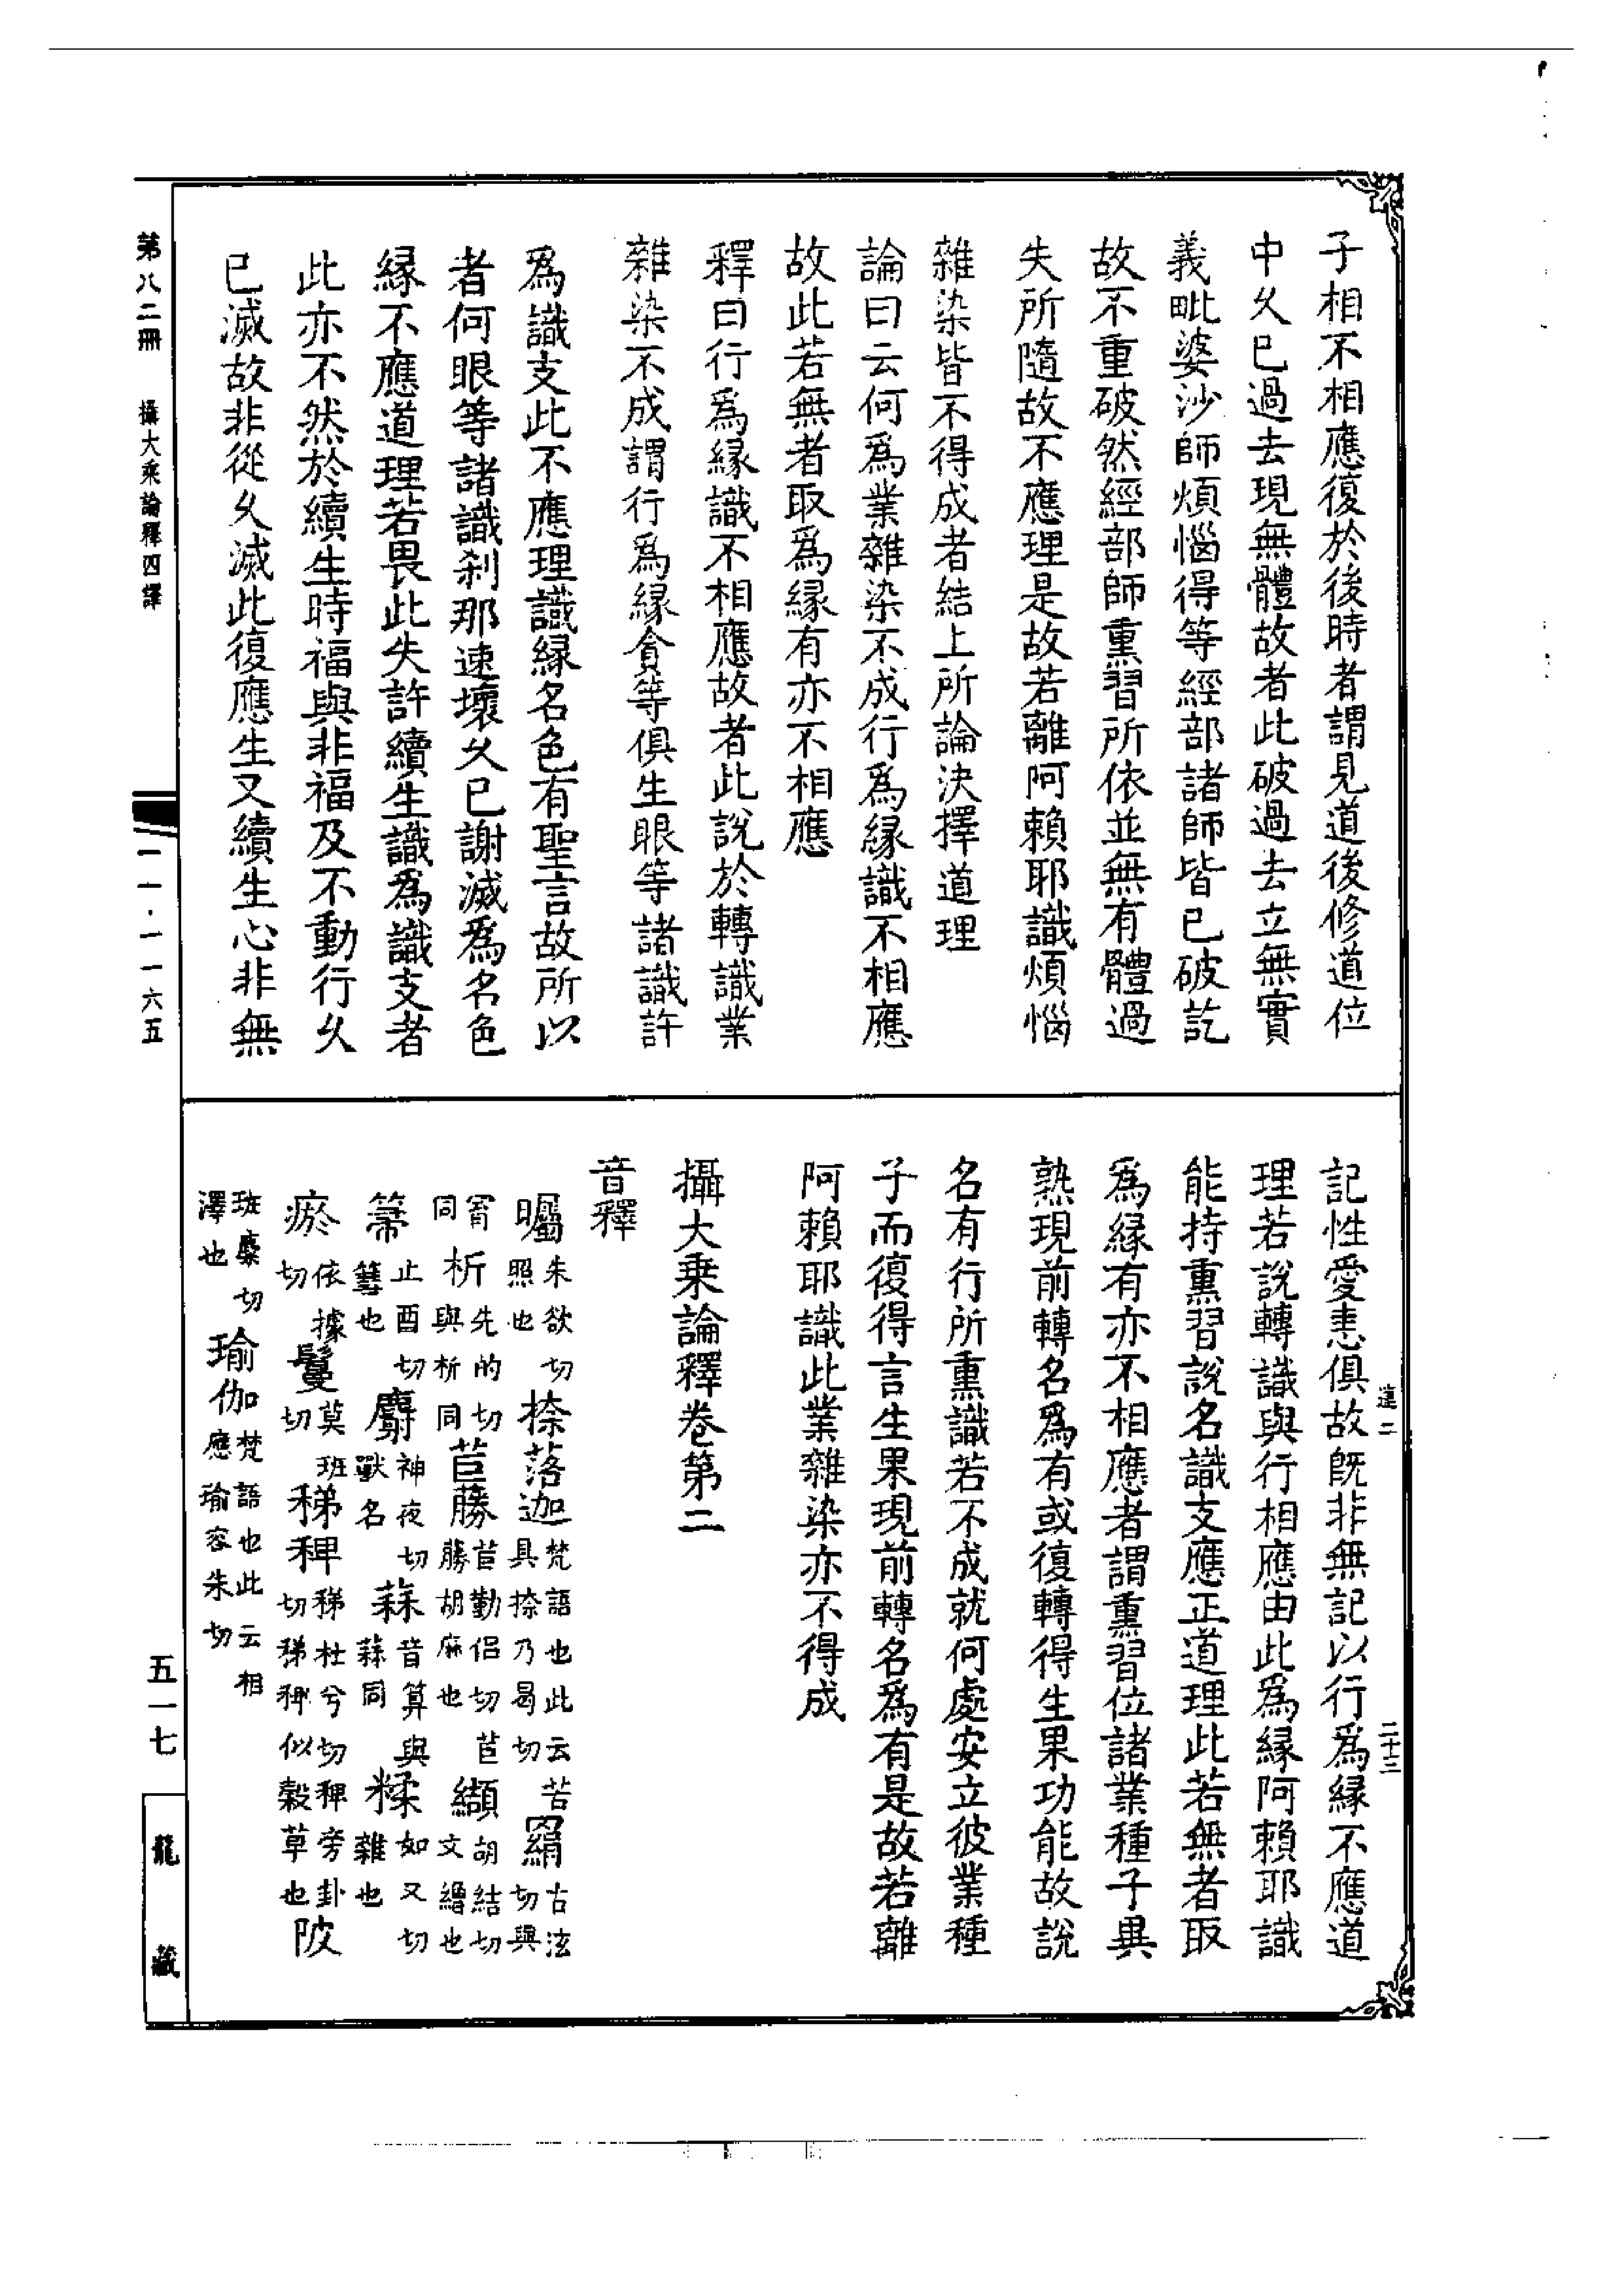 子相不相應復於後時者謂見道後修道位
中久已過去現無體故者此破過去立無實
義毗婆沙師煩惱得等經部諸師皆已破訖
故不重破然經部師熏習所依並無有體過
失所隨故不應理是故若離阿賴耶識煩惱
雜染皆不得成者結上所論決擇道理
論曰云何為業雜染不成行為緣識不相應
故此若無者取為緣有亦不相應
釋曰行為緣識不相應故者此說於轉識業
雜染不成謂行為緣貪等俱生眼等諸識許
為識支此不應理識緣名色有聖言故所以
者何眼等諸識剎那速壞久已謝滅為名色
緣不應道理若畏此失許續生識為識支者
此亦不然於續生時福與非福及不動行久
已滅故非從久滅此復應生又續生心非無
記性愛恚俱故既非無記以行為緣不應道
理若說轉識與行相應由此為緣阿賴耶識
能持熏習說名識支應正道理此若無者取
為緣有亦不相應者謂熏習位諸業種子異
熟現前轉名為有或復轉得生果功能故說
名有行所熏識若不成就何處安立彼業種
子而復得言生果現前轉名為有是故若離
阿賴耶識此業雜染亦不得成
攝大乘論釋卷第二
音釋
矚朱欲切照也 捺落迦梵語也此云苦具捺乃曷切 羂古泫切與
罥同 析先的切與析同 苣蕂苣勤侶切苣蕂胡麻也 纈胡結切文繒也
箒止酉切篲也 麝神夜切獸名 蒜音算與蒜同 糅如又切雜也
瘀依據切 鬘莫班切 稊稗稊杜兮切稗旁卦切稊稗似穀草也 陂
班麋切澤也 瑜伽梵語也此云相應瑜容朱切
遠二
二十三
第八二冊 攝大乘論釋四譯
一一·一一六五
五一七
龍藏